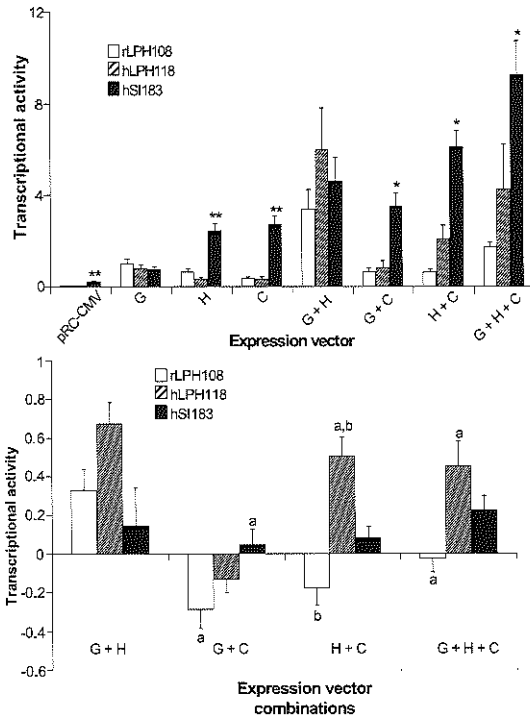 12
8
4
0
Transcriptional activity
rLPH108
hLPH118
hSI183
**
**
**
*
*
*
pRC-CMV
G
H
C
G + H
G + C
H + C
G + H + C
Expression vector
1
0.8
0.6
0.4
0.2
0
-0.2
-0.4
-0.6
Transcriptional activity
rLPH108
hLPH118
hSI183
a
a
a,b
b
a
a
G + H
G + C
H + C
G + H + C
Expression vector
combinations